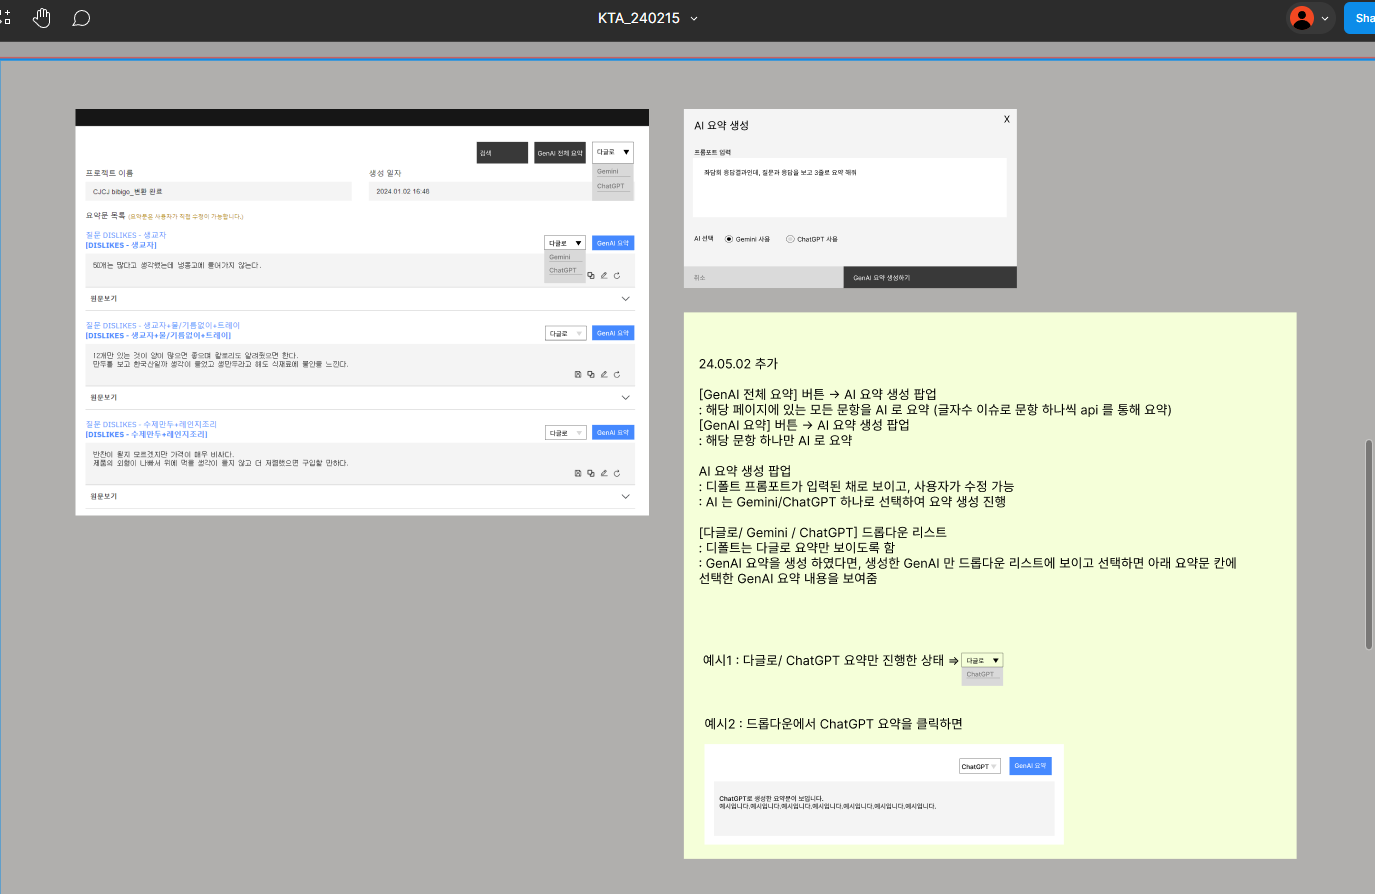 KTA_240215
Sha
검색
GenAI 전체 요약
다글로
Gemini
ChatGPT
프로젝트 이름
생성 일자
CJCJ bibigo_변환 완료
2024.01.02 16:46
요약문 목록 (요약문은 사용자가 직접 수정이 가능합니다.)
질문 DISLIKES - 생교자
[DISLIKES - 생교자]
다글로
GenAI 요약
Gemini
ChatGPT
50개는 많다고 생각했는데 냉동고에 들어가지 않는다.
원문보기
질문 DISLIKES - 생교자+물/기름없이+트레이
[DISLIKES - 생교자+물/기름없이+트레이]
다글로
GenAI 요약
12개만 있는 것이 양이 많으면 좋으며 칼로리도 알려줬으면 한다.
만두를 보고 한국산일까 생각이 들었고 생만두라고 해도 식재료에 불안을 느낀다.
원문보기
질문 DISLIKES - 수제만두+레인지조리
[DISLIKES - 수제만두+레인지조리]
다글로
GenAI 요약
반찬이 될지 모르겠지만 가격이 매우 비싸다.
제품의 외형이 나빠서 위에 먹을 생각이 들지 않고 더 저렴했으면 구입할 만하다.
원문보기
AI 요약 생성
X
프롬포트 입력
좌담회 응답결과인데, 질문과 응답을 보고 3줄로 요약 해줘
AI 선택
Gemini 사용
ChatGPT 사용
취소
GenAI 요약 생성하기
24.05.02 추가
[GenAI 전체 요약] 버튼 → AI 요약 생성 팝업
: 해당 페이지에 있는 모든 문항을 AI 로 요약 (글자수 이슈로 문항 하나씩 api 를 통해 요약)
[GenAI 요약] 버튼 → AI 요약 생성 팝업
: 해당 문항 하나만 AI 로 요약
AI 요약 생성 팝업
: 디폴트 프롬포트가 입력된 채로 보이고, 사용자가 수정 가능
: AI 는 Gemini/ChatGPT 하나로 선택하여 요약 생성 진행
[다글로/ Gemini / ChatGPT] 드롭다운 리스트
: 디폴트는 다글로 요약만 보이도록 함
: GenAI 요약을 생성 하였다면, 생성한 GenAI 만 드롭다운 리스트에 보이고 선택하면 아래 요약문 칸에
선택한 GenAI 요약 내용을 보여줌
예시1 : 다글로/ ChatGPT 요약만 진행한 상태 ⇒
다글로
ChatGPT
예시2 : 드롭다운에서 ChatGPT 요약을 클릭하면
ChatGPT
GenAI 요약
ChatGPT로 생성한 요약문이 보입니다.
예시입니다.예시입니다.예시입니다.예시입니다.예시입니다.예시입니다.예시입니다.